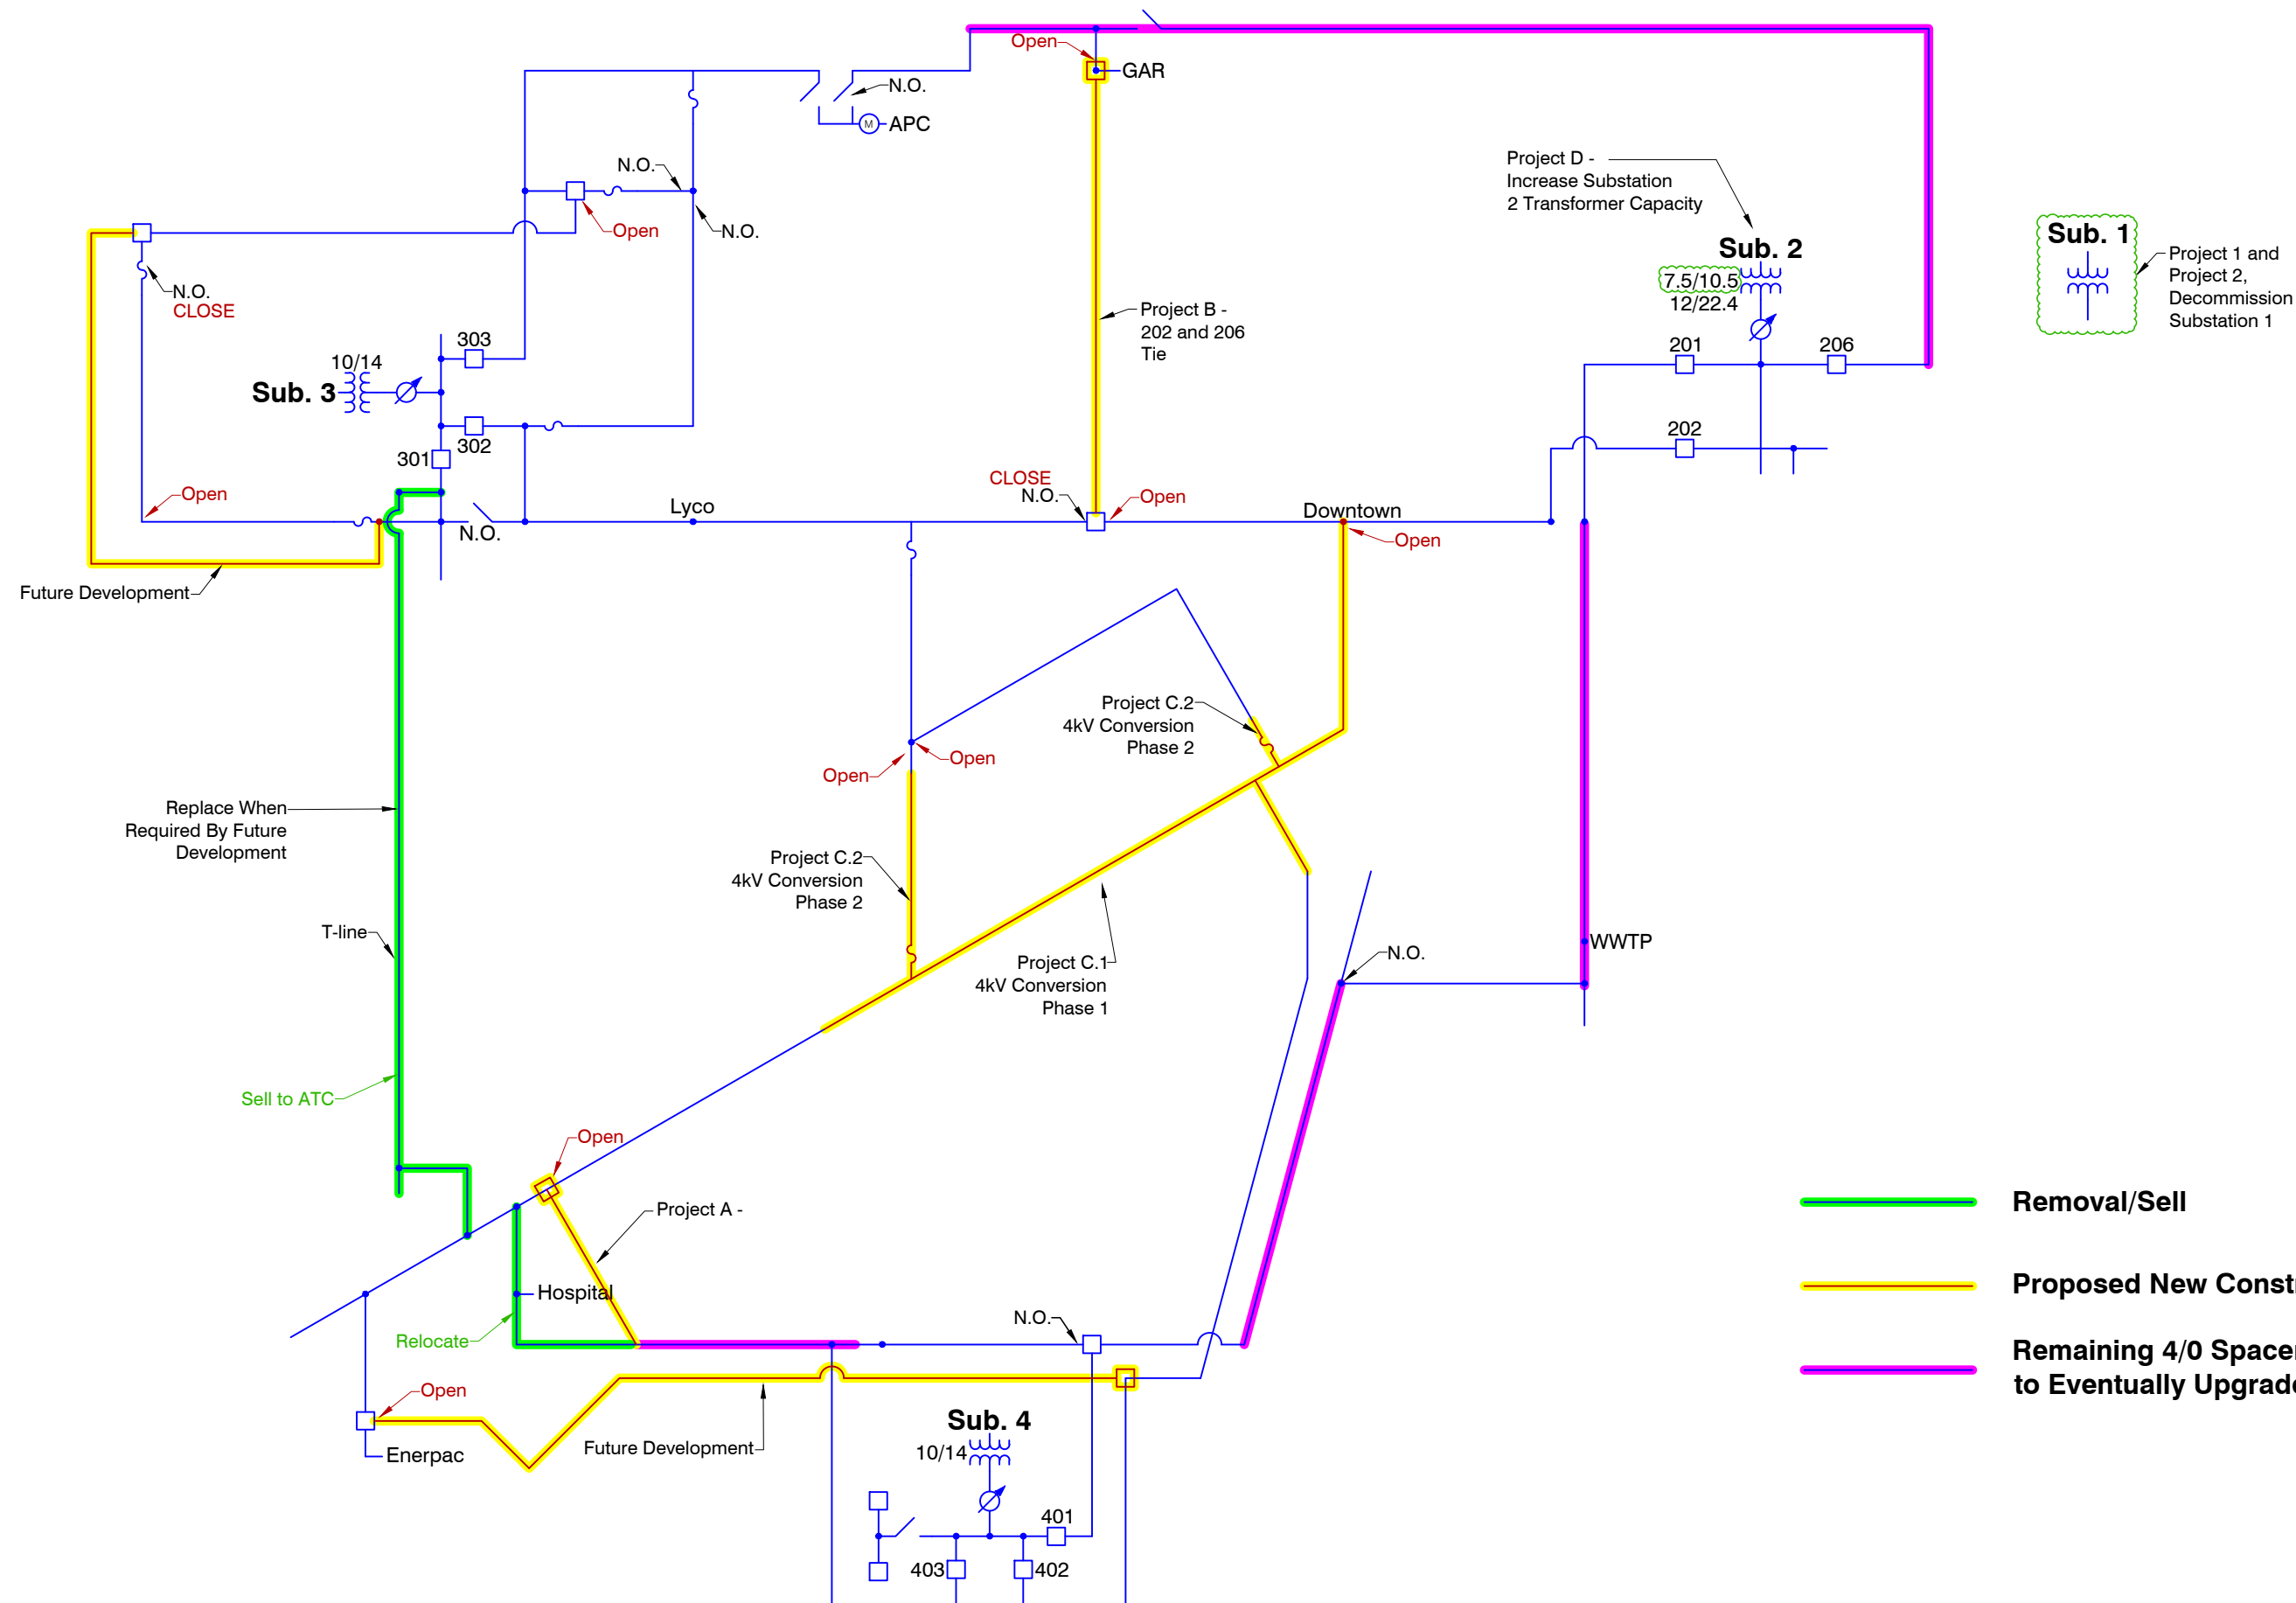 Open
GAR
N.O.
M
APC
N.O.
N.O.
Open
Project D -
Increase Substation
2 Transformer Capacity
Sub. 2
7.5/10.5
12/22.4
Sub. 1
Project 1 and
Project 2,
Decommission
Substation 1
N.O.
CLOSE
Project B -
202 and 206
Tie
303
10/14
Sub. 3
302
301
201
206
202
Open
CLOSE
N.O.
Open
Lyco
N.O.
Downtown
Open
Future Development
Project C.2
4kV Conversion
Phase 2
Open
Open
Replace When
Required By Future
Development
Project C.2
4kV Conversion
Phase 2
T-line
Project C.1
4kV Conversion
Phase 1
N.O.
WWTP
Sell to ATC
Open
Project A -
Hospital
Relocate
N.O.
Open
Enerpac
Future Development
Sub. 4
10/14
401
403
402
Removal/Sell
Proposed New
Remaining 4/0
to Eventually